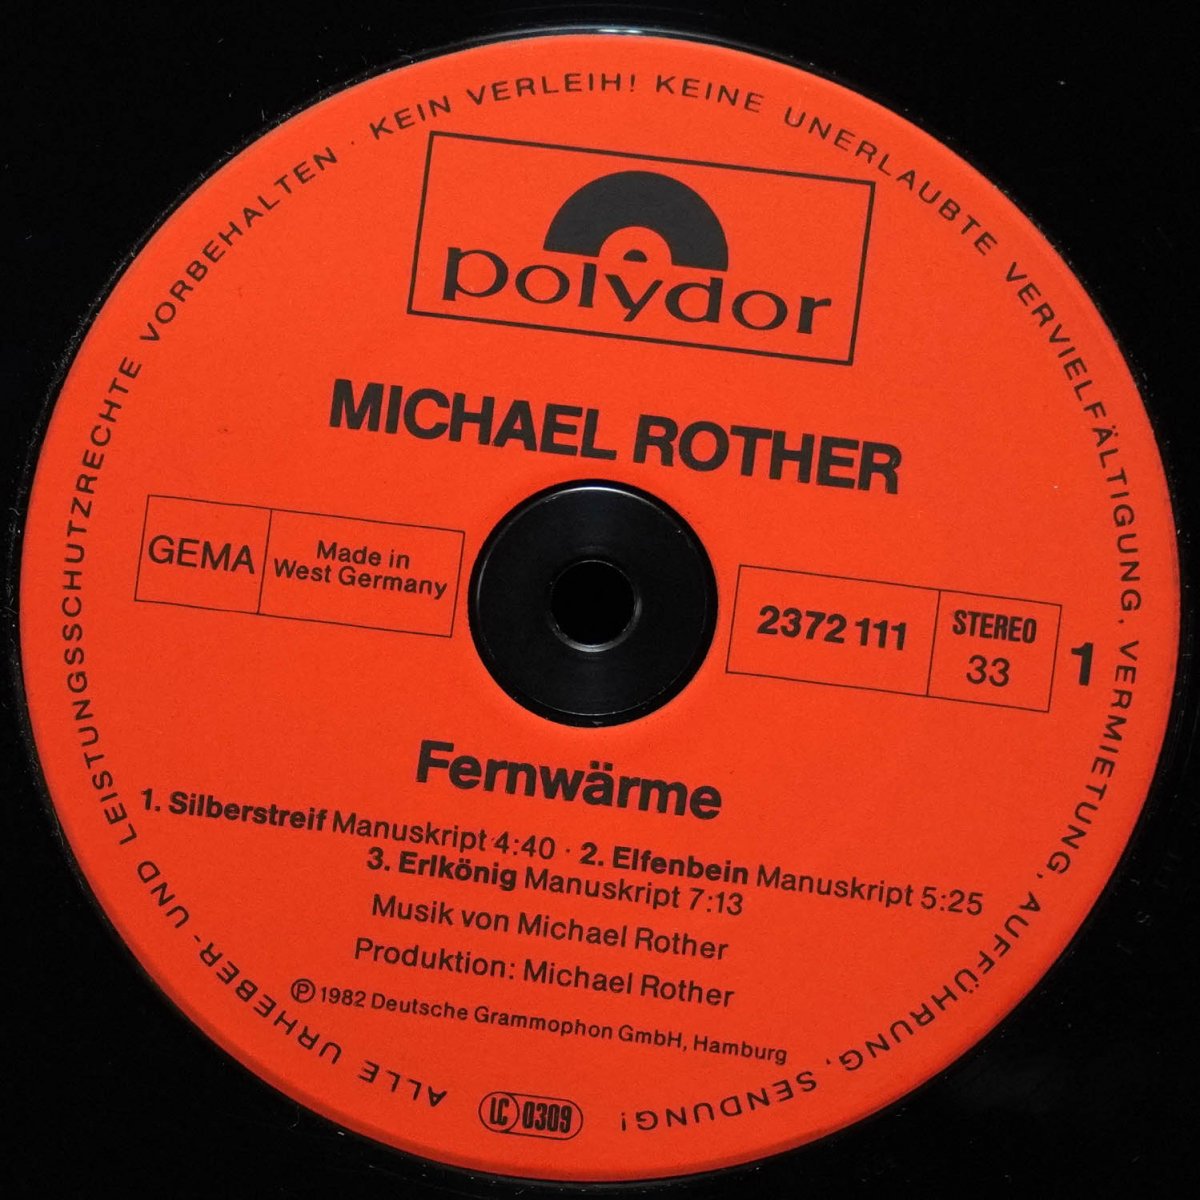 ALLE URHEBER- UND LEISTUNGSSCHUTZRECHTE VORBEHALTEN · KEIN VERLEIH! KEINE UNERLAUBTE VERVIELFÄLTIGUNG, VERMIETUNG, AUFFÜHRUNG, SENDUNG!
polydor
MICHAEL ROTHER
GEMA
Made in
West Germany
2372 111
STEREO
33
1
Fernwärme
1. Silberstreif Manuskript 4:40 · 2. Elfenbein Manuskript 5:25
3. Erlkönig Manuskript 7:13
Musik von Michael Rother
Produktion: Michael Rother
℗ 1982 Deutsche Grammophon GmbH, Hamburg
LC 0309